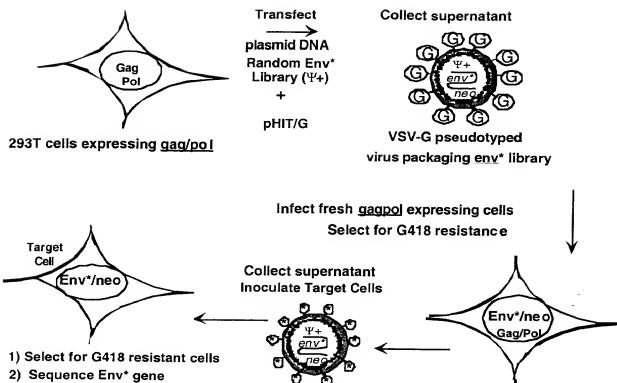 Gag
Pol
293T cells expressing gag/pol
Transfect
plasmid DNA
Random Env*
Library (Ψ+)
+
pHIT/G
Collect supernatant
G
G
G
G
G
G
G
G
G
G
Ψ+
env*
neo
VSV-G pseudotyped
virus packaging env* library
Infect fresh gagpol expressing cells
Select for G418 resistance
Env*/neo
Gag/Pol
Collect supernatant
Inoculate Target Cells
Ψ+
env*
neo
Target
Cell
Env*/neo
1) Select for G418 resistant cells
2) Sequence Env* gene